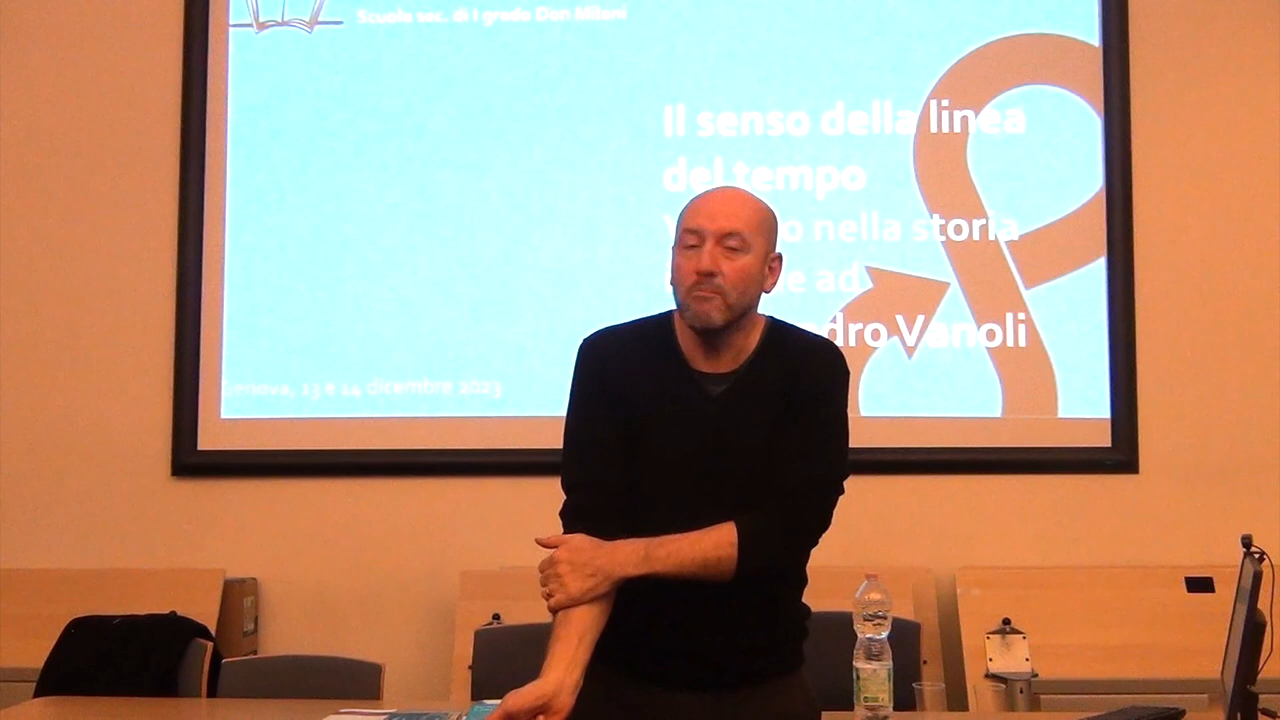 Scuola sec. di I grado Don Milani
Il senso della linea
del tempo
nella storia
ad
Vanoli
Genova, 13 e 14 dicembre 2023